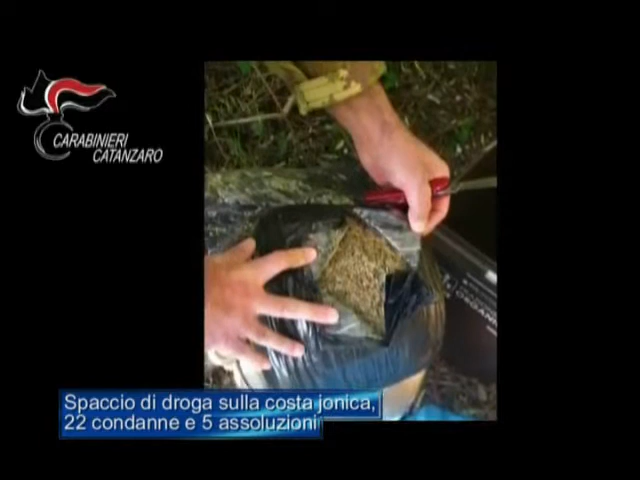 CARABINIERI
CATANZARO
Spaccio di droga sulla costa jonica,
22 condanne e 5 assoluzioni